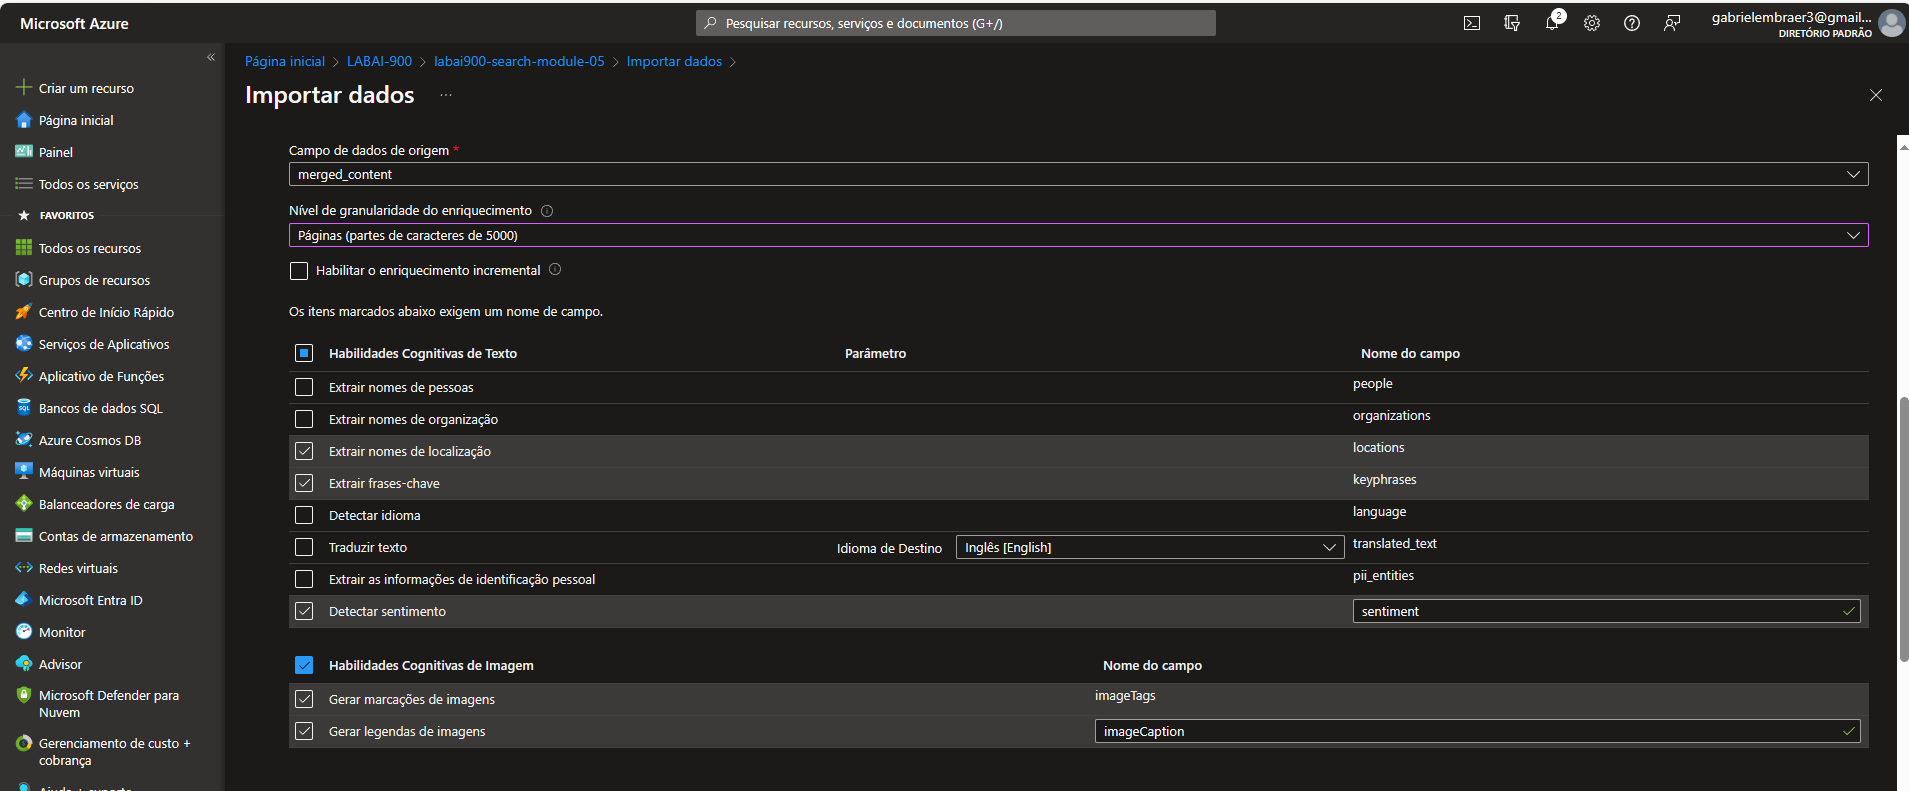 Microsoft Azure
Pesquisar recursos, serviços e documentos (G+/)
2
gabrielembraer3@gmail...
DIRETÓRIO PADRÃO
Criar um recurso
Página inicial
Painel
Todos os serviços
FAVORITOS
Todos os recursos
Grupos de recursos
Centro de Início Rápido
Serviços de Aplicativos
Aplicativo de Funções
Bancos de dados SQL
Azure Cosmos DB
Máquinas virtuais
Balanceadores de carga
Contas de armazenamento
Redes virtuais
Microsoft Entra ID
Monitor
Advisor
Microsoft Defender para
Nuvem
Gerenciamento de custo +
cobrança
Ajuda + suporte
Página inicial > LABAI-900 > labai900-search-module-05 > Importar dados >
Importar dados ...
Campo de dados de origem *
merged_content
Nível de granularidade do enriquecimento
Páginas (partes de caracteres de 5000)
Habilitar o enriquecimento incremental
Os itens marcados abaixo exigem um nome de campo.
Habilidades Cognitivas de Texto Parâmetro Nome do campo
Extrair nomes de pessoas people
Extrair nomes de organização organizations
Extrair nomes de localização locations
Extrair frases-chave keyphrases
Detectar idioma language
Traduzir texto Idioma de Destino Inglês [English] translated_text
Extrair as informações de identificação pessoal pii_entities
Detectar sentimento sentiment
Habilidades Cognitivas de Imagem Nome do campo
Gerar marcações de imagens imageTags
Gerar legendas de imagens imageCaption